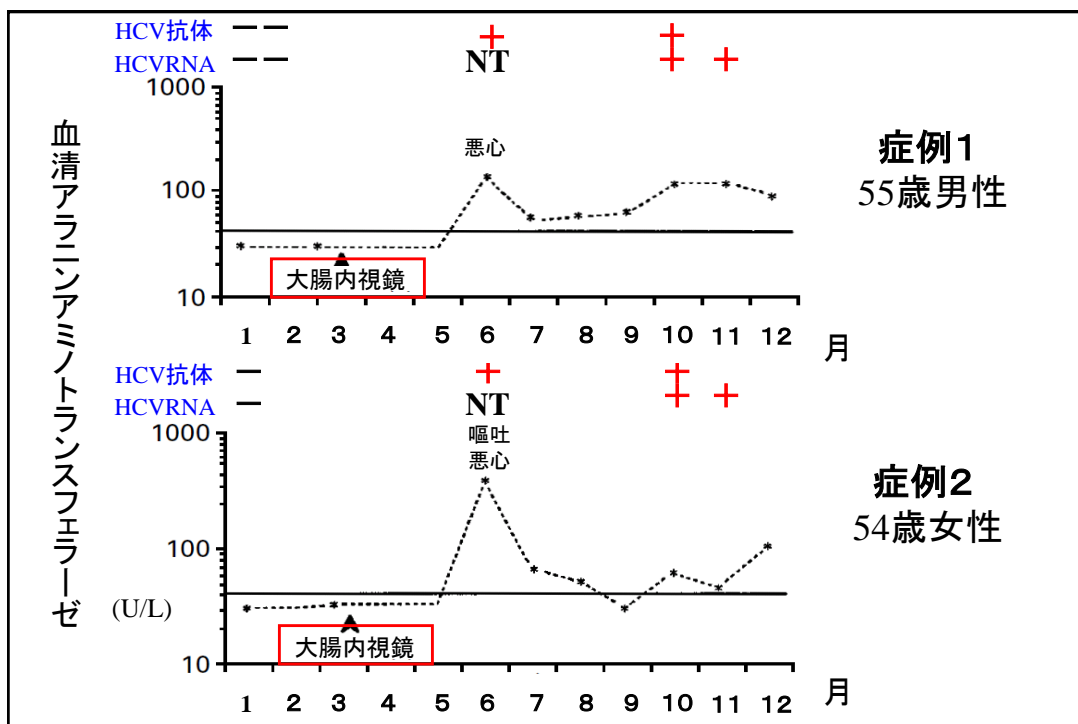 HCV抗体 ーー + +
HCVRNA ーー NT + +
1000
悪心
100
10
大腸内視鏡
1 2 3 4 5 6 7 8 9 10 11 12 月
症例1
55歳男性
血清アラニンアミノトランスフェラーゼ
(U/L)
HCV抗体 ー + +
HCVRNA ー NT + +
1000
嘔吐
悪心
100
10
大腸内視鏡
1 2 3 4 5 6 7 8 9 10 11 12 月
症例2
54歳女性